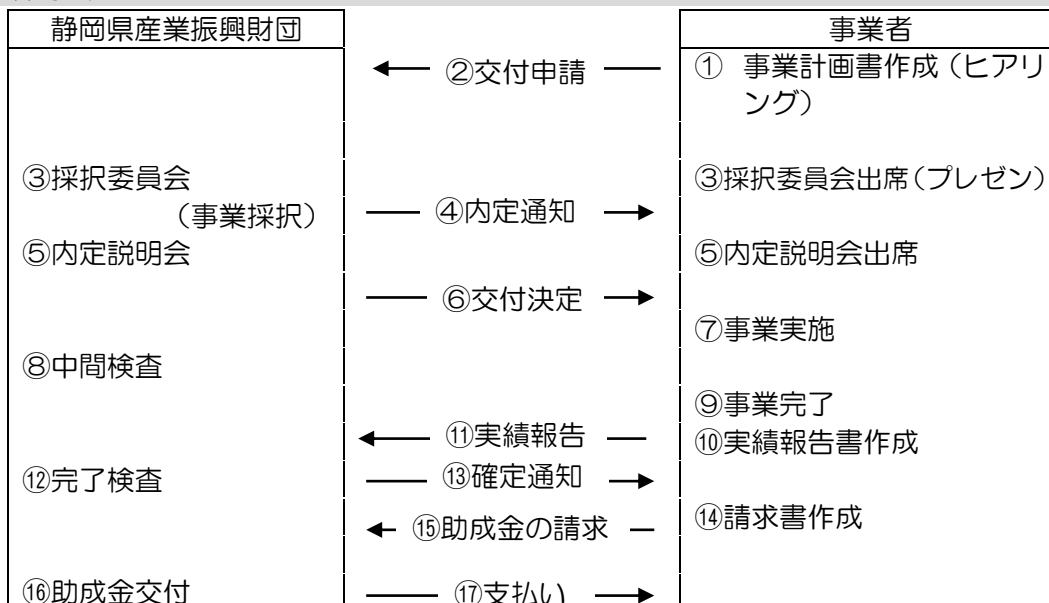 静岡県産業振興財団
事業者
②交付申請
① 事業計画書作成（ヒアリ
ング）
③採択委員会
③採択委員会出席（プレゼン）
（事業採択）
④内定通知
⑤内定説明会
⑤内定説明会出席
⑥交付決定
⑦事業実施
⑧中間検査
⑨事業完了
⑪実績報告
⑩実績報告書作成
⑫完了検査
⑬確定通知
⑭請求書作成
⑮助成金の請求
⑯助成金交付
⑰支払い